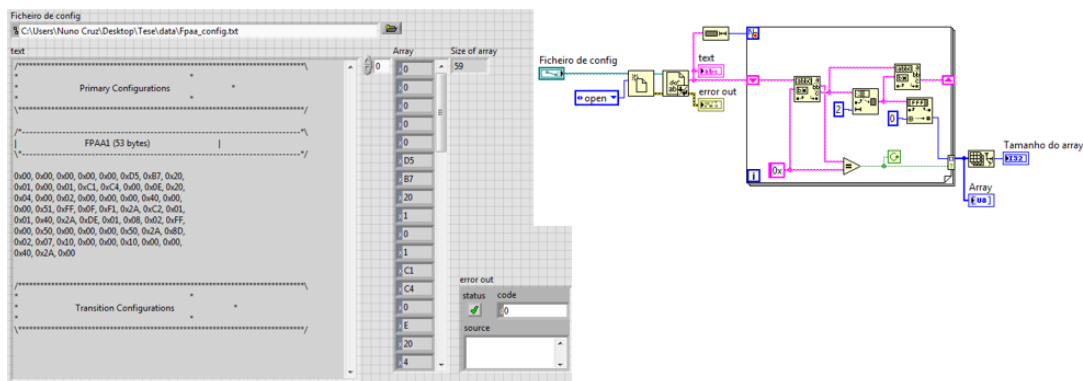 Ficheiro de config
C:\Users\Nuno Cruz\Desktop\Tese\data\Fpaa_config.txt
text
/******************************************************************************\
* *
* Primary Configurations *
* *
\******************************************************************************/
/*----------------------------------------------------------------------------*\
| FPAA1 (53 bytes) |
\*----------------------------------------------------------------------------*/
0x00, 0x00, 0x00, 0x00, 0x00, 0xD5, 0xB7, 0x20,
0x01, 0x00, 0x01, 0xC1, 0xC4, 0x00, 0x0E, 0x20,
0x04, 0x00, 0x02, 0x00, 0x00, 0x00, 0x40, 0x00,
0x00, 0x51, 0xFF, 0x0F, 0xF1, 0x2A, 0xC2, 0x01,
0x01, 0x40, 0x2A, 0xDE, 0x01, 0x08, 0x02, 0xFF,
0x00, 0x50, 0x00, 0x00, 0x00, 0x50, 0x2A, 0x8D,
0x02, 0x07, 0x10, 0x00, 0x00, 0x10, 0x00, 0x00,
0x40, 0x2A, 0x00
/******************************************************************************\
* *
* Transition Configurations *
* *
\******************************************************************************/
Array
0
x 0
x 0
x 0
x 0
x 0
x D5
x B7
x 20
x 1
x 0
x 1
x C1
x C4
x 0
x E
x 20
x 4
Size of array
59
error out
status
code
d0
source
Ficheiro de config
open
text
abc
error out
N
2
0
0x
=
i
Tamanho do array
I32
Array
U8